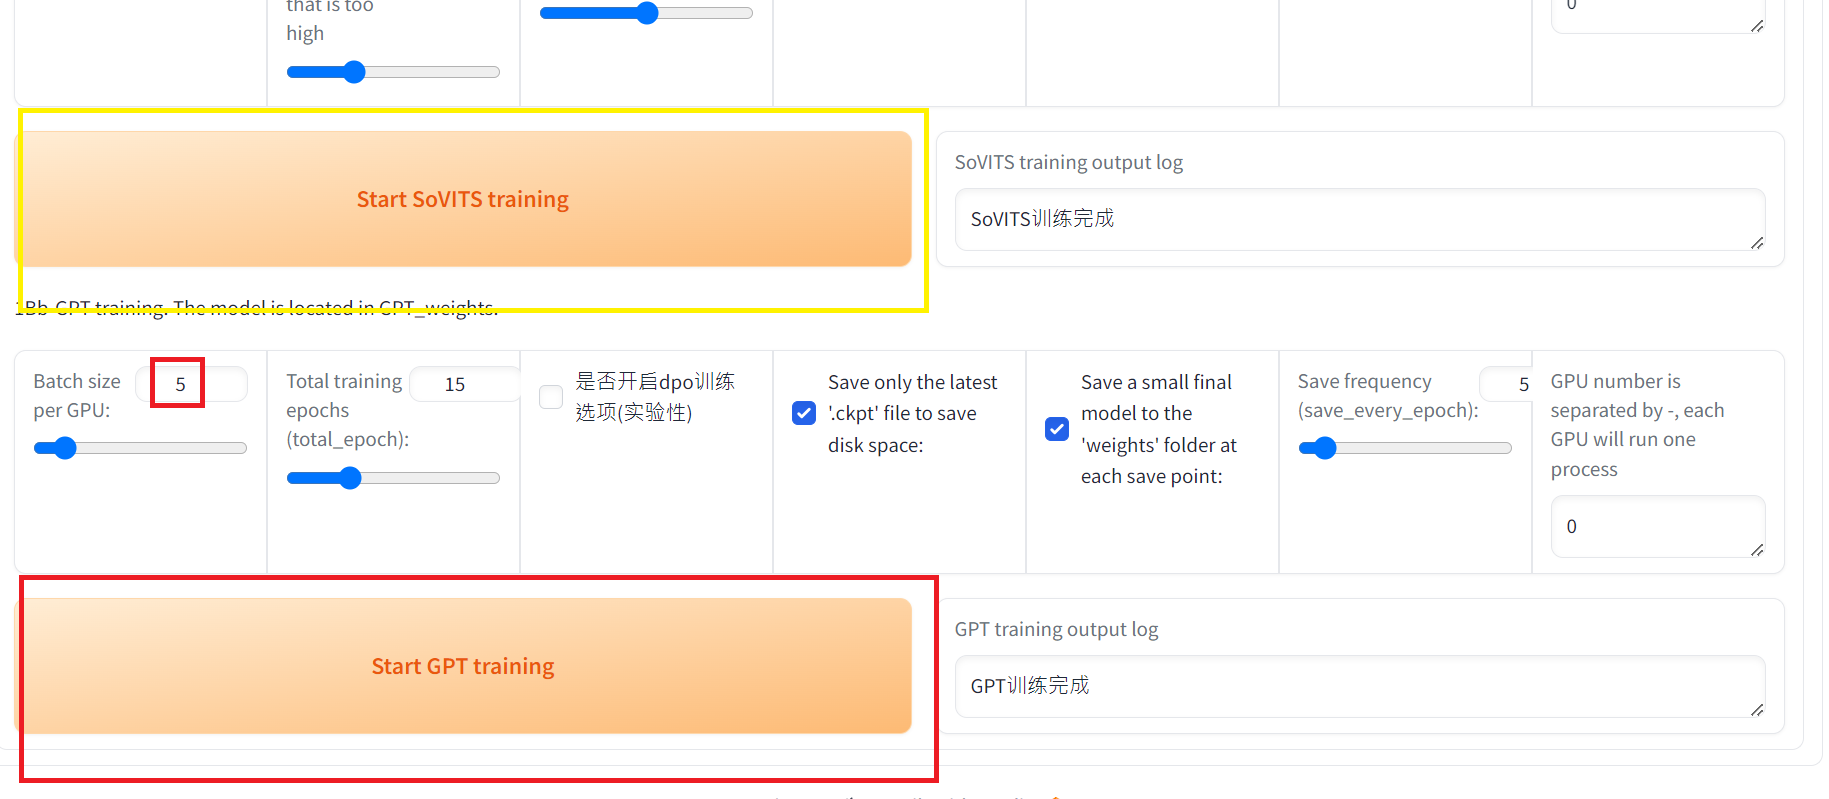 that is too
high
0
Start SoVITS training
SoVITS training output log
SoVITS训练完成
1Bb-GPT training. The model is located in GPT_weights.
Batch size
per GPU:
5
Total training
epochs
(total_epoch):
15
是否开启dpo训练
选项(实验性)
Save only the latest
'.ckpt' file to save
disk space:
Save a small final
model to the
'weights' folder at
each save point:
Save frequency
(save_every_epoch):
5
GPU number is
separated by -, each
GPU will run one
process
0
Start GPT training
GPT training output log
GPT训练完成